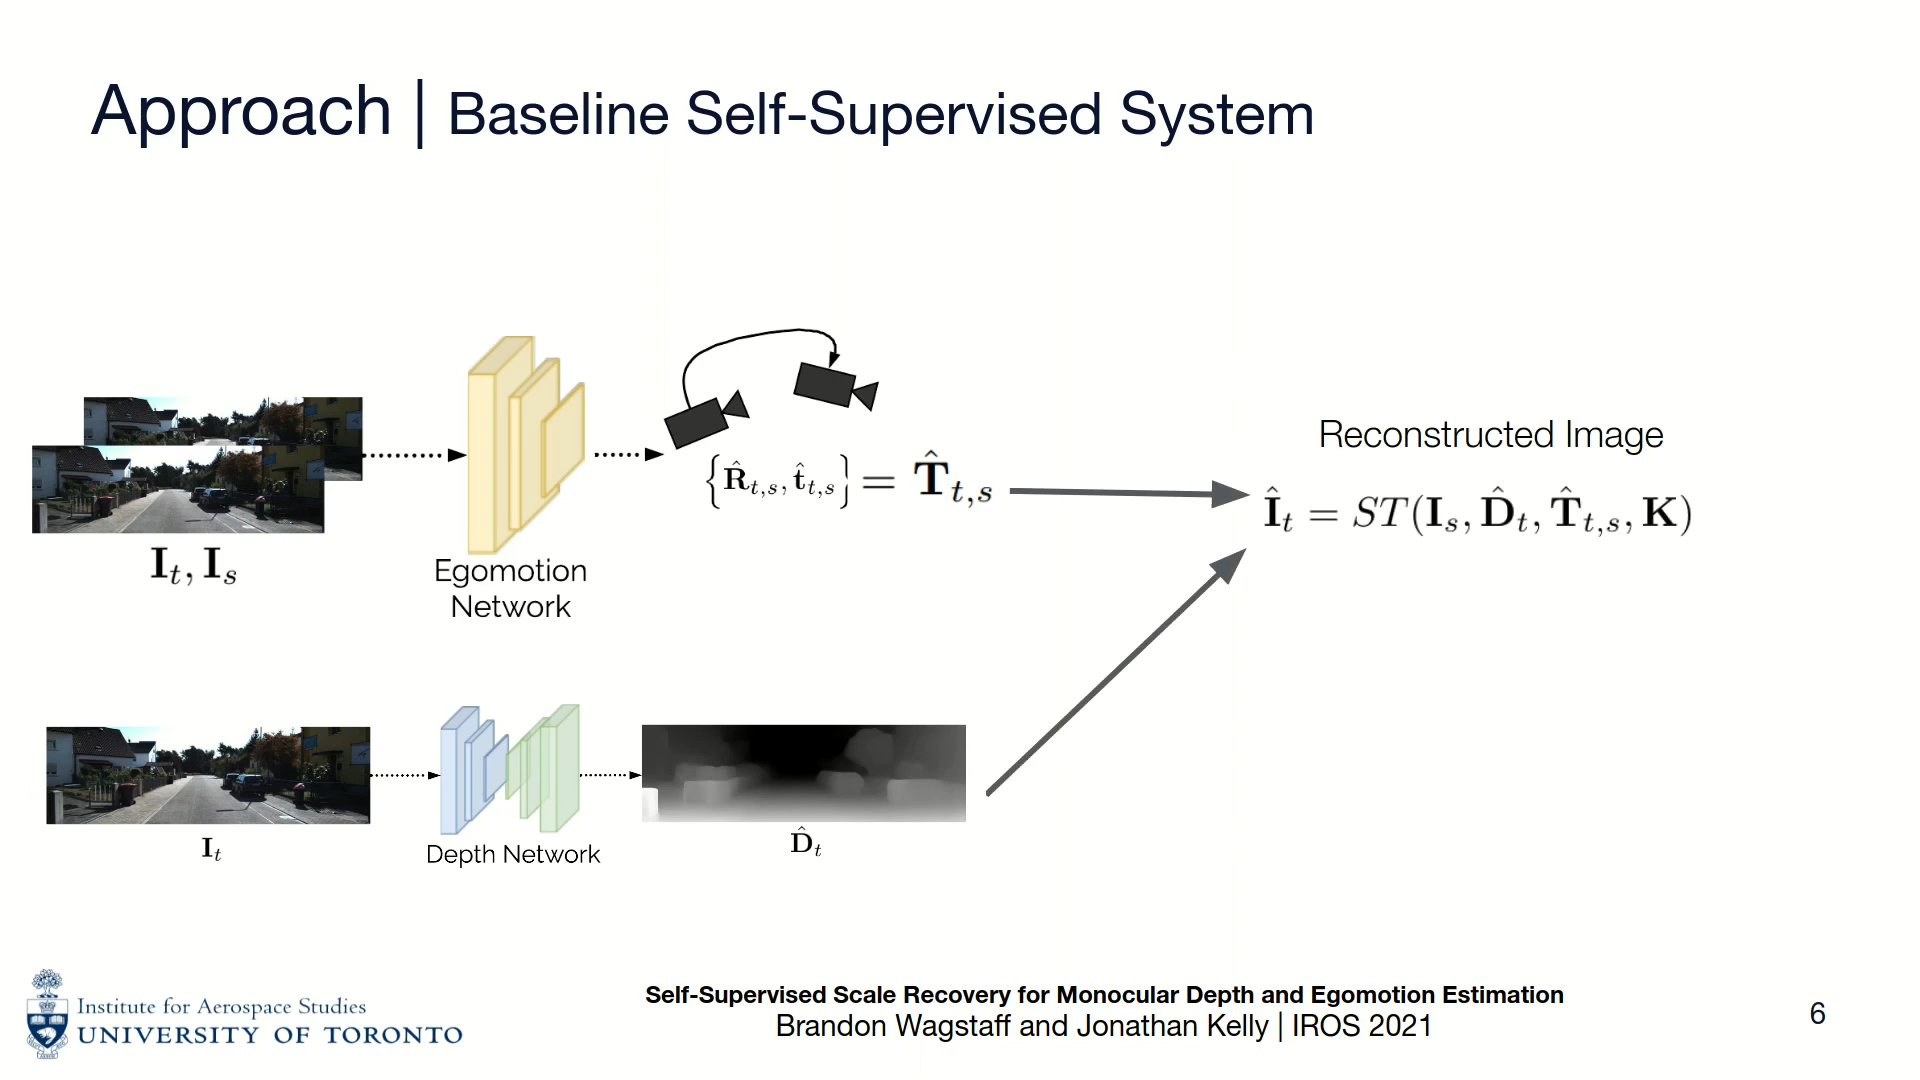 Approach | Baseline Self-Supervised System
Reconstructed Image
{R̂t,s, t̂t,s} = T̂t,s
Ît = ST(Is, D̂t, T̂t,s, K)
It, Is
Egomotion
Network
It
Depth Network
D̂t
Institute for Aerospace Studies
UNIVERSITY OF TORONTO
Self-Supervised Scale Recovery for Monocular Depth and Egomotion Estimation
Brandon Wagstaff and Jonathan Kelly | IROS 2021
6